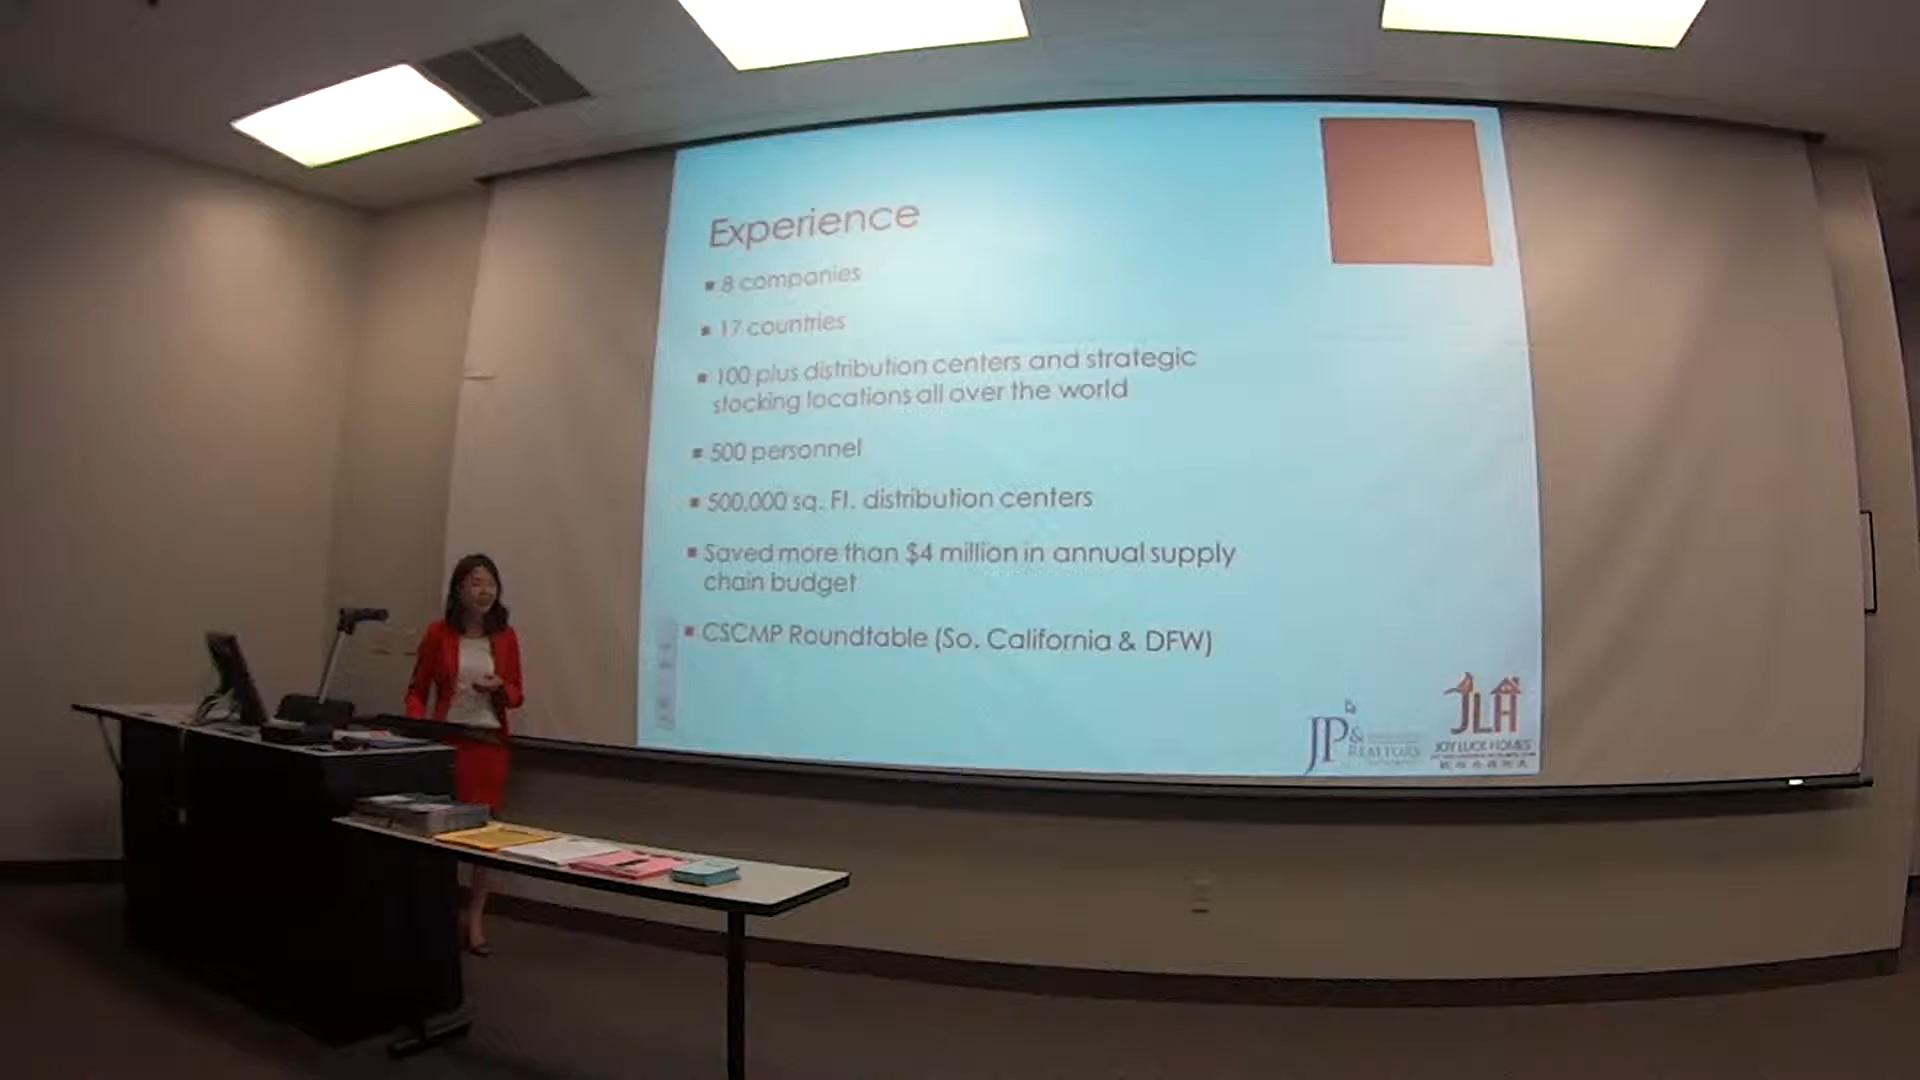 Experience
8 companies
17 countries
100 plus distribution centers and strategic
stocking locations all over the world
500 personnel
500,000 sq. Ft. distribution centers
Saved more than $4 million in annual supply
chain budget
CSCMP Roundtable (So. California & DFW)
JP &
REALTORS
JLH
JOY LUCK HOMES